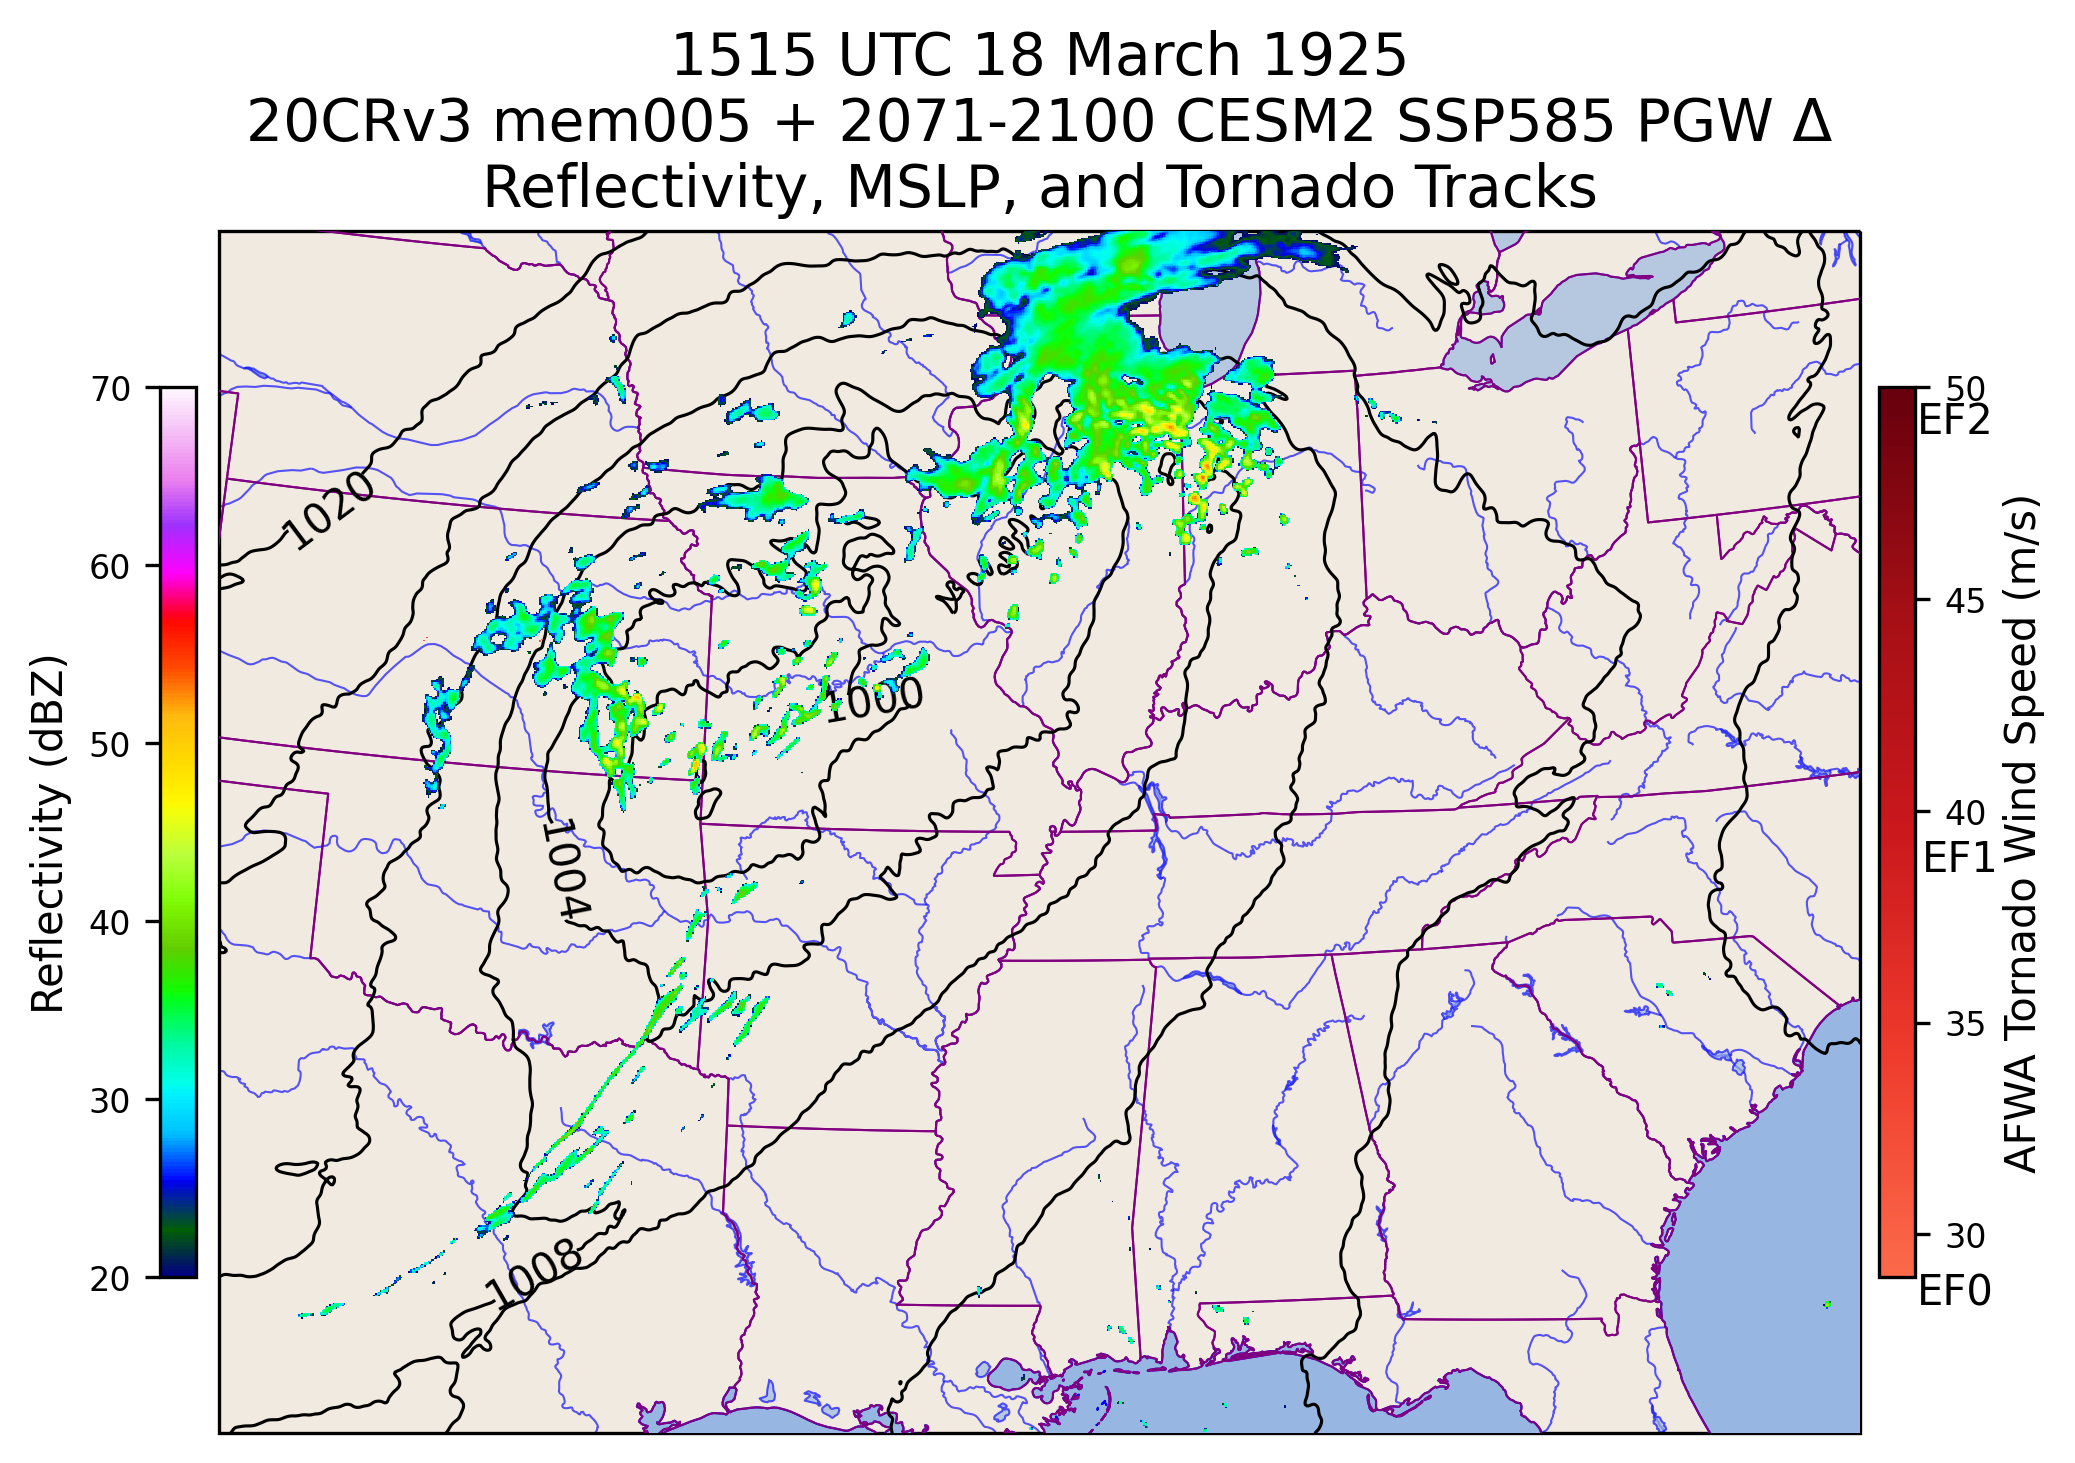 1515 UTC 18 March 1925
20CRv3 mem005 + 2071-2100 CESM2 SSP585 PGW Δ
Reflectivity, MSLP, and Tornado Tracks
70
60
50
40
30
20
Reflectivity (dBZ)
1020
1000
1004
1008
50
EF2
45
40
EF1
35
30
EF0
AFWA Tornado Wind Speed (m/s)